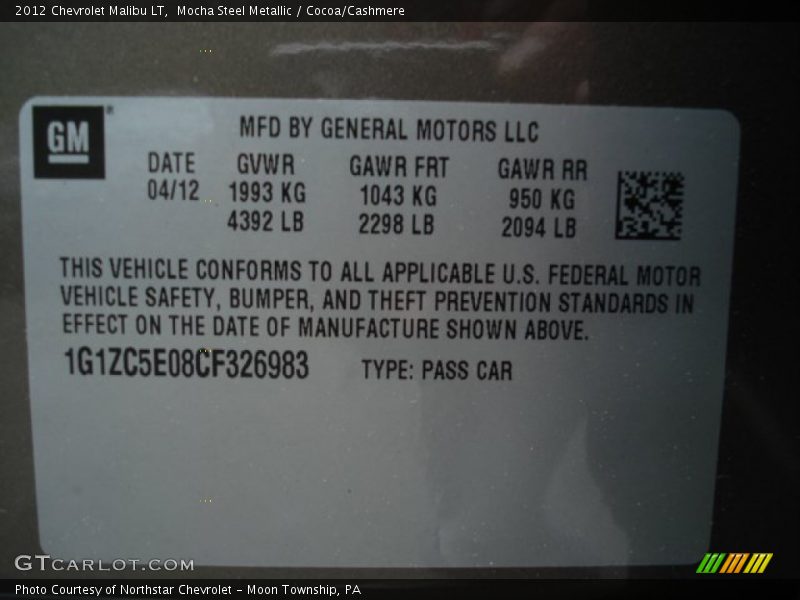 2012 Chevrolet Malibu LT,  Mocha Steel Metallic / Cocoa/Cashmere
GM
MFD BY GENERAL MOTORS LLC
DATE GVWR GAWR FRT GAWR RR
04/12 1993 KG 1043 KG 950 KG
4392 LB 2298 LB 2094 LB
THIS VEHICLE CONFORMS TO ALL APPLICABLE U.S. FEDERAL MOTOR
VEHICLE SAFETY, BUMPER, AND THEFT PREVENTION STANDARDS IN
EFFECT ON THE DATE OF MANUFACTURE SHOWN ABOVE.
1G1ZC5E08CF326983 TYPE: PASS CAR
GTCARLOT.COM
Photo Courtesy of Northstar Chevrolet - Moon Township, PA